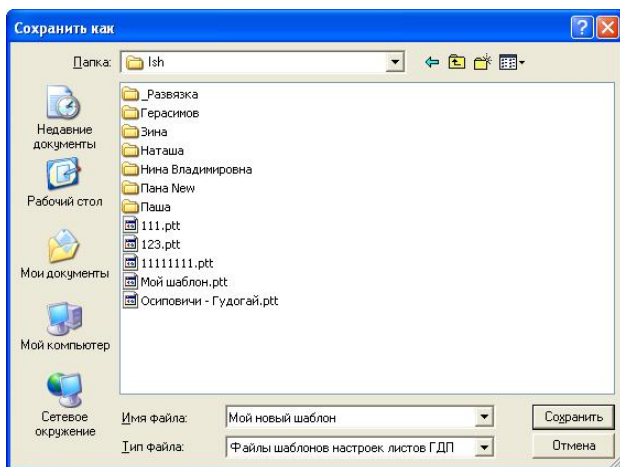 Сохранить как
Папка:
lsh
Недавние
документы
Рабочий стол
Мои документы
Мой компьютер
Сетевое
окружение
_Развязка
Герасимов
Зина
Наташа
Нина Владимировна
Пана New
Паша
111.ptt
123.ptt
11111111.ptt
Мой шаблон.ptt
Осиповичи - Гудогай.ptt
Имя файла:
Мой новый шаблон
Сохранить
Тип файла:
Файлы шаблонов настроек листов ГДП
Отмена